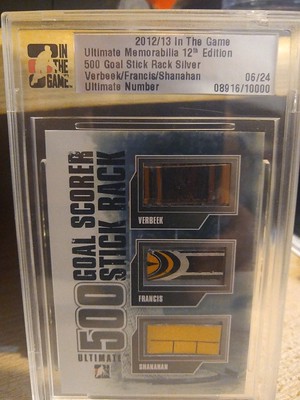 IN
THE
GAME
2012/13 In The Game
Ultimate Memorabilia 12th Edition
500 Goal Stick Rack Silver
Verbeek/Francis/Shanahan 06/24
Ultimate Number 08916/10000
ULTIMATE 500 GOAL SCORER
STICK RACK
VERBEEK
FRANCIS
SHANAHAN